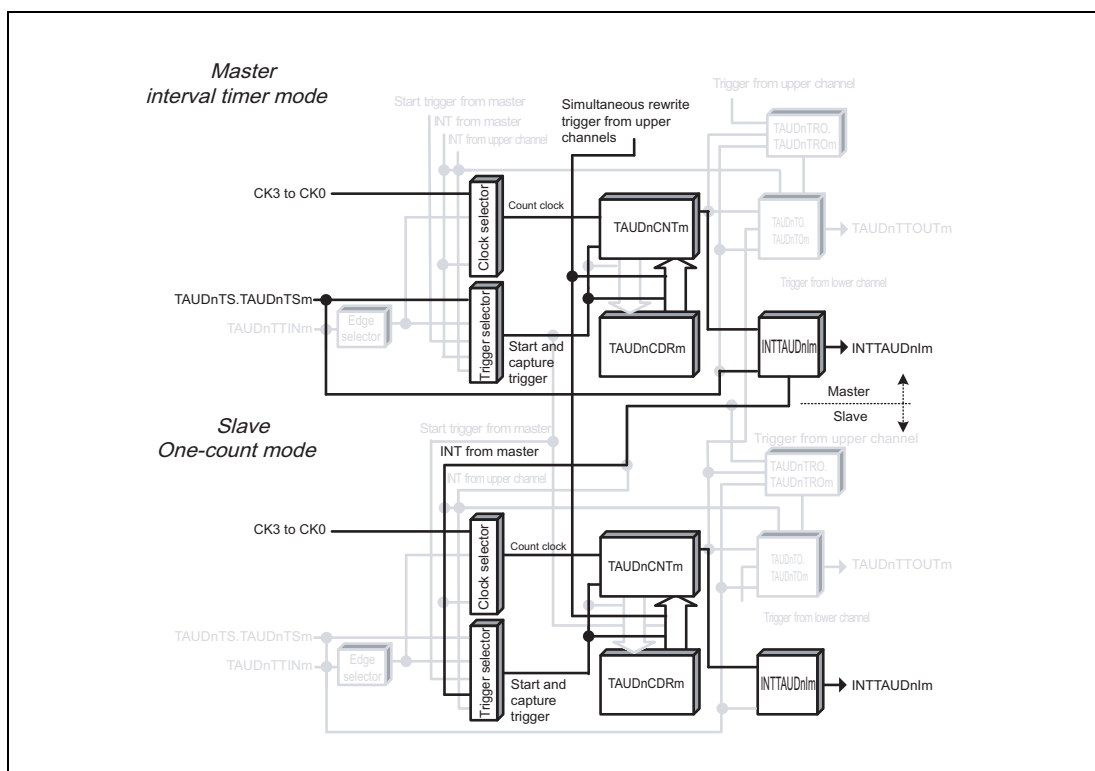 Master
interval timer mode
Start trigger from master
INT from master
INT from upper channel
Simultaneous rewrite
trigger from upper
channels
Trigger from upper channel
TAUDnTRO.
TAUDnTROm
CK3 to CK0
Clock selector
Count clock
TAUDnCNTm
TAUDnTO.
TAUDnTOm
TAUDnTTOUTm
Trigger from lower channel
TAUDnTS.TAUDnTSm
TAUDnTTINm
Edge
selector
Trigger selector
Start and
capture
trigger
TAUDnCDRm
INTTAUDnIm
INTTAUDnIm
Master
Slave
Slave
One-count mode
Start trigger from master
INT from master
INT from upper channel
Trigger from upper channel
TAUDnTRO.
TAUDnTROm
CK3 to CK0
Clock selector
Count clock
TAUDnCNTm
TAUDnTO.
TAUDnTOm
TAUDnTTOUTm
Trigger from lower channel
TAUDnTS.TAUDnTSm
TAUDnTTINm
Edge
selector
Trigger selector
Start and
capture
trigger
TAUDnCDRm
INTTAUDnIm
INTTAUDnIm